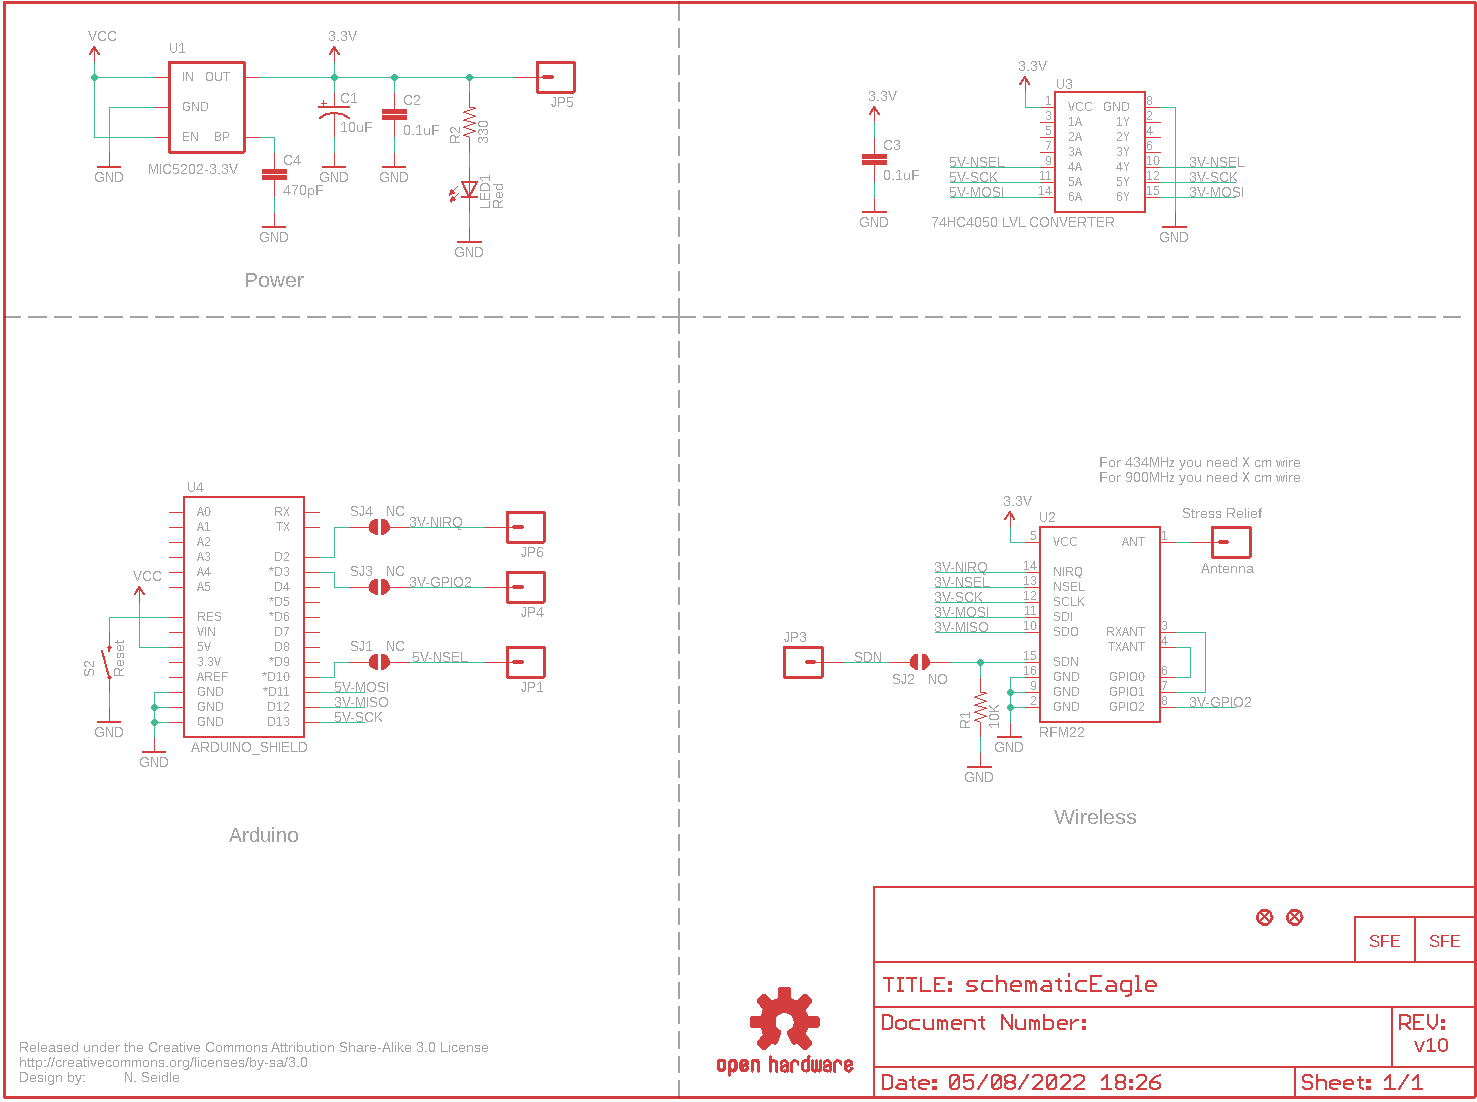 VCC
U1
IN OUT
GND
EN BP
MIC5202-3.3V
GND
C4
470pF
GND
3.3V
C1
10uF
GND
C2
0.1uF
GND
R2
330
LED1
Red
GND
JP5
Power
3.3V
C3
0.1uF
GND
3.3V
U3
1 VCC GND 8
3 1A 1Y 2
5 2A 2Y 4
7 3A 3Y 6
5V-NSEL 9 4A 4Y 10 3V-NSEL
5V-SCK 11 5A 5Y 12 3V-SCK
5V-MOSI 14 6A 6Y 15 3V-MOSI
74HC4050 LVL CONVERTER
GND
U4
A0 RX
A1 TX
A2
A3 D2
A4 *D3
A5 D4
*D5
RES *D6
VIN D7
5V D8
3.3V *D9
AREF *D10
GND *D11 5V-MOSI
GND D12 3V-MISO
GND D13 5V-SCK
ARDUINO_SHIELD
VCC
S2
Reset
GND
GND
SJ4 NC
3V-NIRQ
JP6
SJ3 NC
3V-GPIO2
JP4
SJ1 NC
5V-NSEL
JP1
Arduino
For 434MHz you need X cm wire
For 900MHz you need X cm wire
3.3V
U2
Stress Relief
5 VCC ANT 1
Antenna
3V-NIRQ 14 NIRQ
3V-NSEL 13 NSEL
3V-SCK 12 SCLK
3V-MOSI 11 SDI
3V-MISO 10 SDO RXANT 3
TXANT 4
15 SDN
16 GND GPIO0 6
9 GND GPIO1 7
2 GND GPIO2 8 3V-GPIO2
RFM22
JP3
SDN
SJ2 NO
R1
10K
GND
GND
Wireless
SFE SFE
TITLE: schematicEagle
Document Number:
REV:
v10
Date: 05/08/2022 18:26
Sheet: 1/1
open hardware
Released under the Creative Commons Attribution Share-Alike 3.0 License
http://creativecommons.org/licenses/by-sa/3.0
Design by: N. Seidle